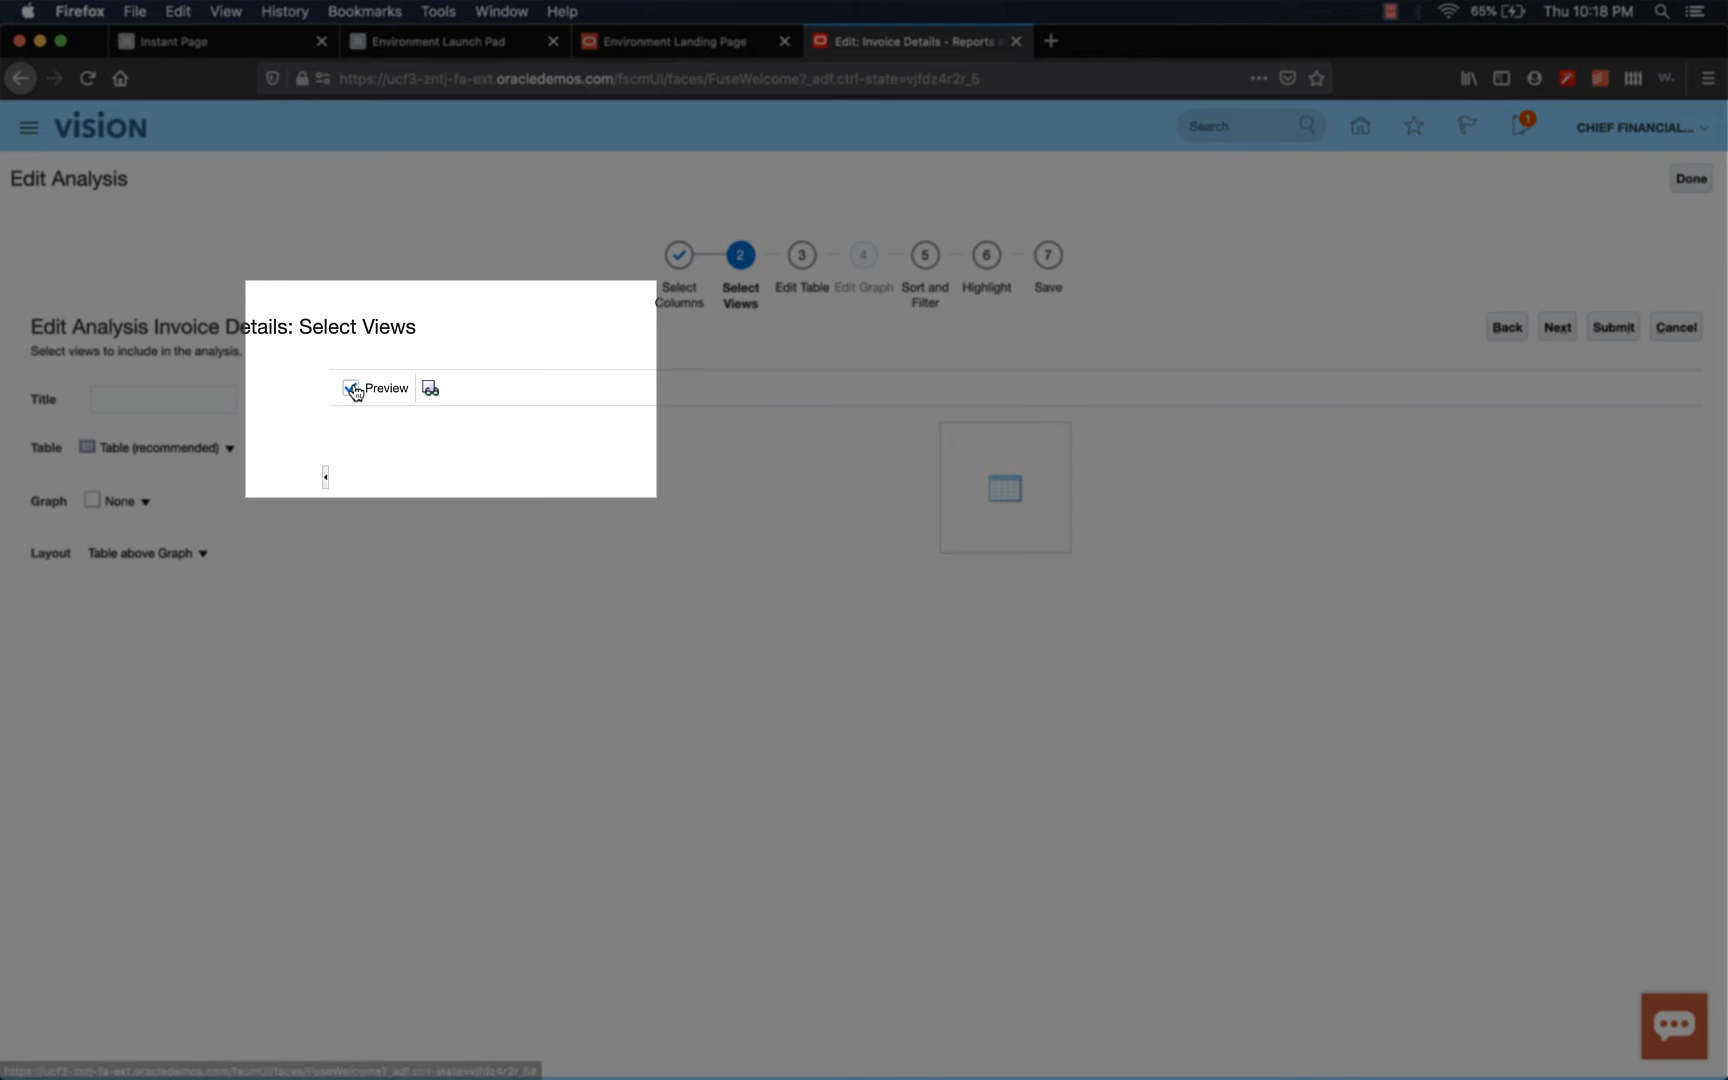 Firefox File Edit View History Bookmarks Tools Window Help 65% Thu 10:18 PM
Instant Page Environment Launch Pad Environment Landing Page Edit: Invoice Details - Reports
https://ucf3-zntj-fa-ext.oracledemos.com/fscmUI/faces/FuseWelcome?_adf.ctrl-state=vjfdz4r2r_5
vision Search 1 CHIEF FINANCIAL...
Edit Analysis Done
2 3 4 5 6 7
Select Columns Select Views Edit Table Edit Graph Sort and Filter Highlight Save
Edit Analysis Invoice Details: Select Views Back Next Submit Cancel
Select views to include in the analysis.
Preview
Title
Table Table (recommended)
Graph None
Layout Table above Graph
https://ucf3-zntj-fa-ext.oracledemos.com/fscmUI/faces/FuseWelcome?_adf.ctrl-state=vjfdz4r2r_5#